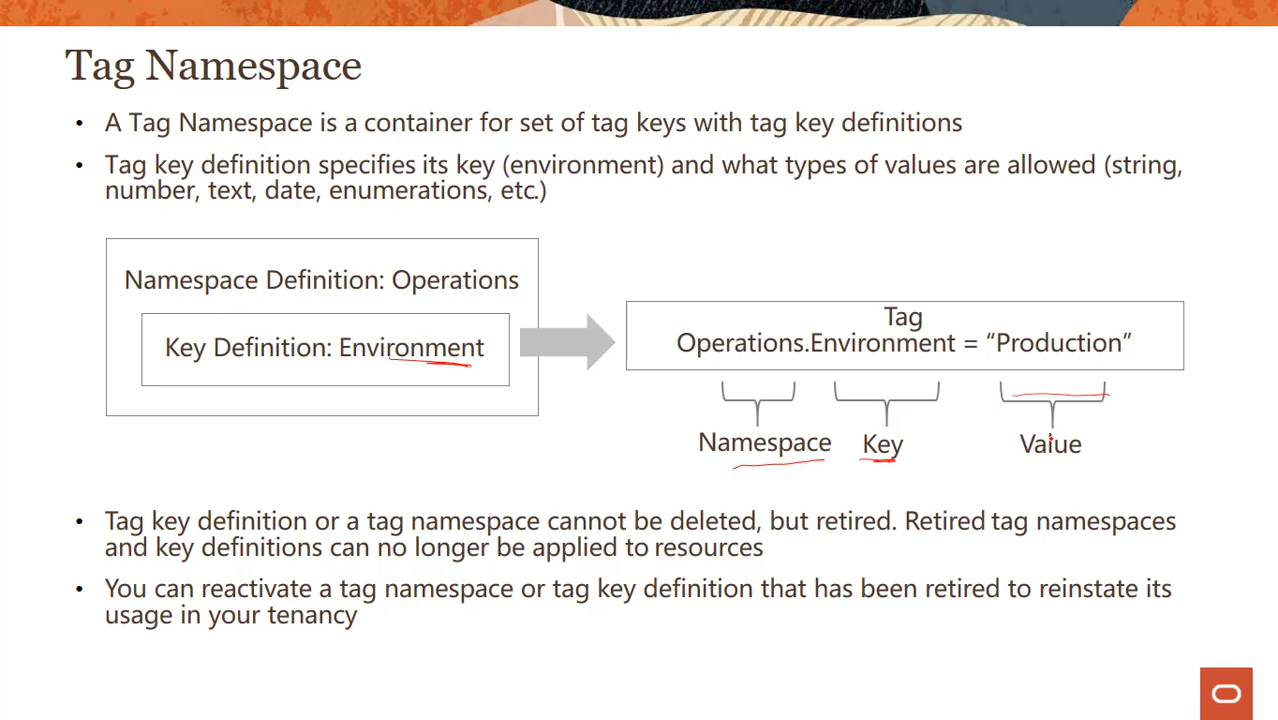 Tag Namespace
• A Tag Namespace is a container for set of tag keys with tag key definitions
• Tag key definition specifies its key (environment) and what types of values are allowed (string,
number, text, date, enumerations, etc.)
Namespace Definition: Operations
Key Definition: Environment
Tag
Operations.Environment = “Production”
Namespace Key Value
• Tag key definition or a tag namespace cannot be deleted, but retired. Retired tag namespaces
and key definitions can no longer be applied to resources
• You can reactivate a tag namespace or tag key definition that has been retired to reinstate its
usage in your tenancy